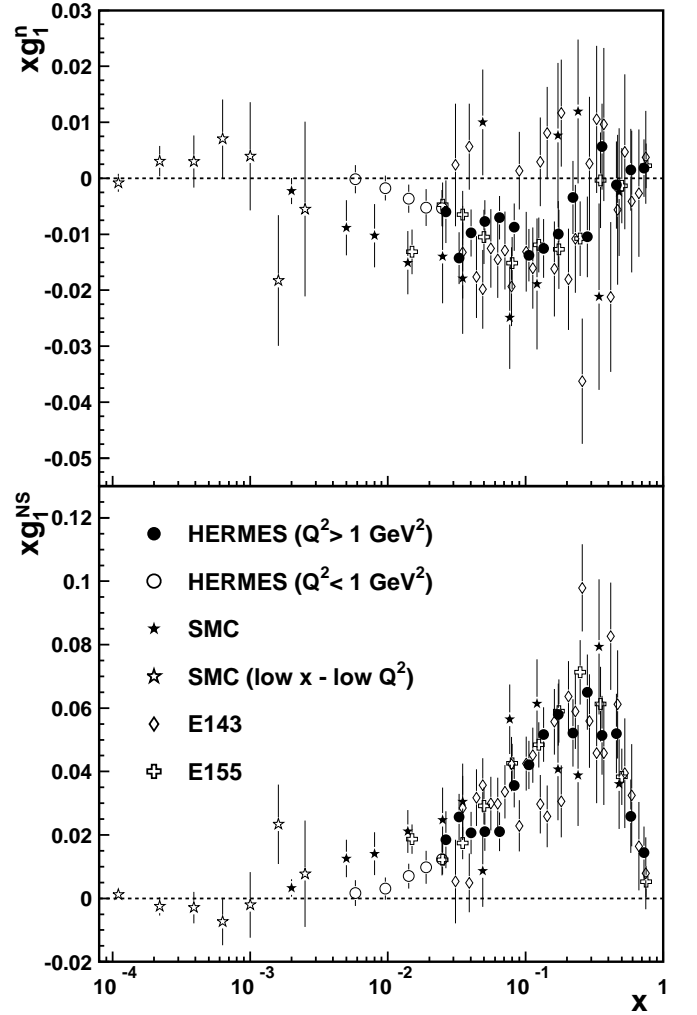 xg₁ⁿ
0.03
0.02
0.01
0
-0.01
-0.02
-0.03
-0.04
-0.05
xg₁ᴺˢ
0.12
0.1
0.08
0.06
0.04
0.02
0
-0.02
HERMES (Q²> 1 GeV²)
HERMES (Q²< 1 GeV²)
SMC
SMC (low x - low Q²)
E143
E155
10⁻⁴ 10⁻³ 10⁻² 10⁻¹ 1
x